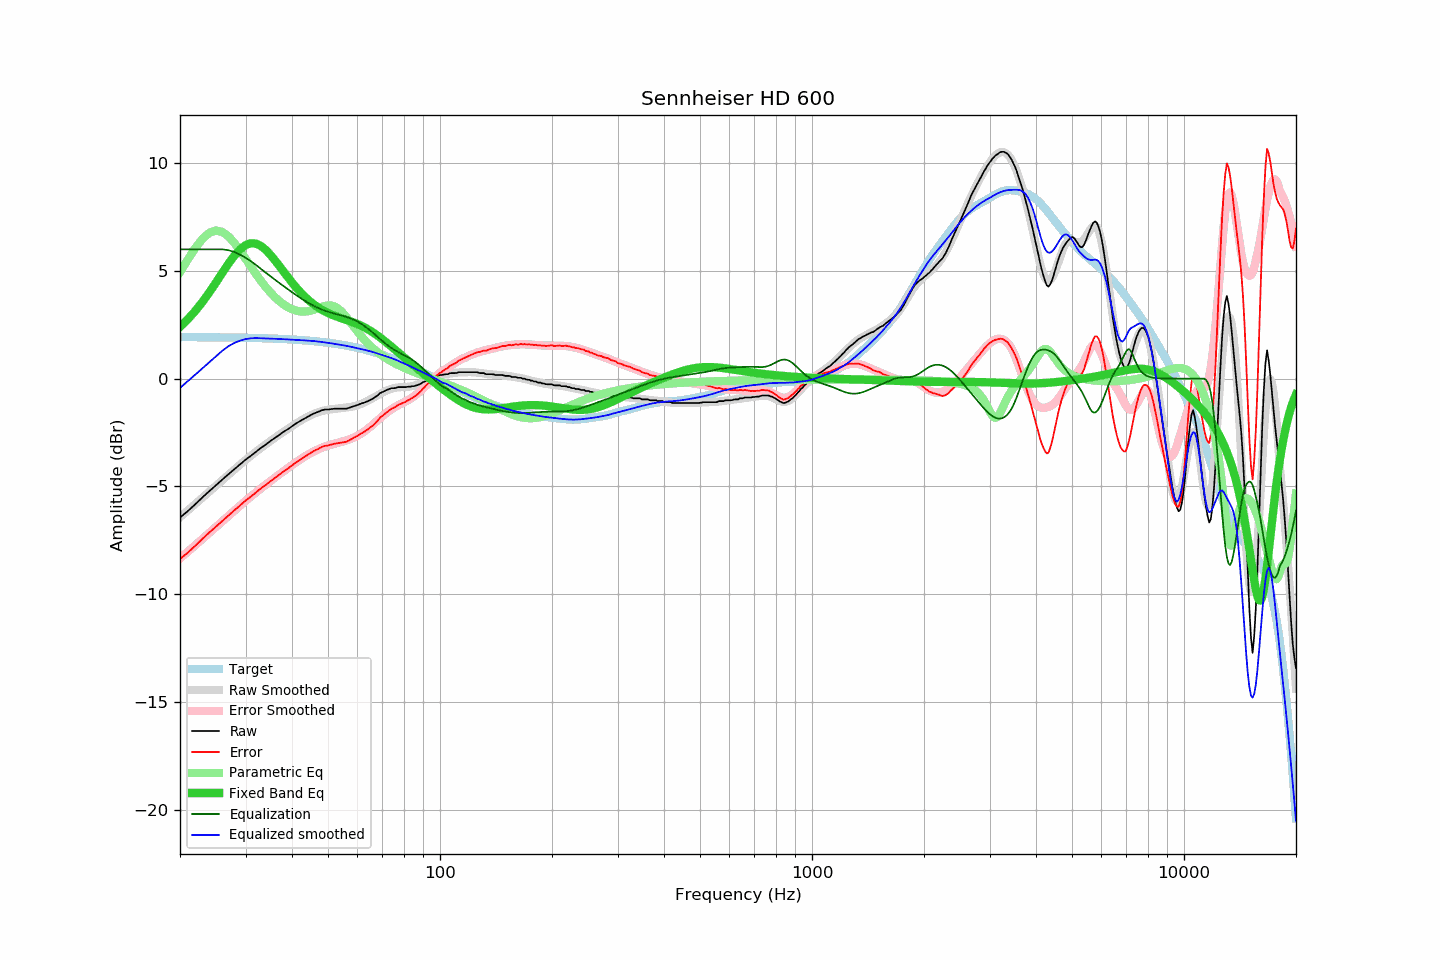 Sennheiser HD 600
Amplitude (dBr)
10
5
0
−5
−10
−15
−20
Target
Raw Smoothed
Error Smoothed
Raw
Error
Parametric Eq
Fixed Band Eq
Equalization
Equalized smoothed
100
1000
10000
Frequency (Hz)